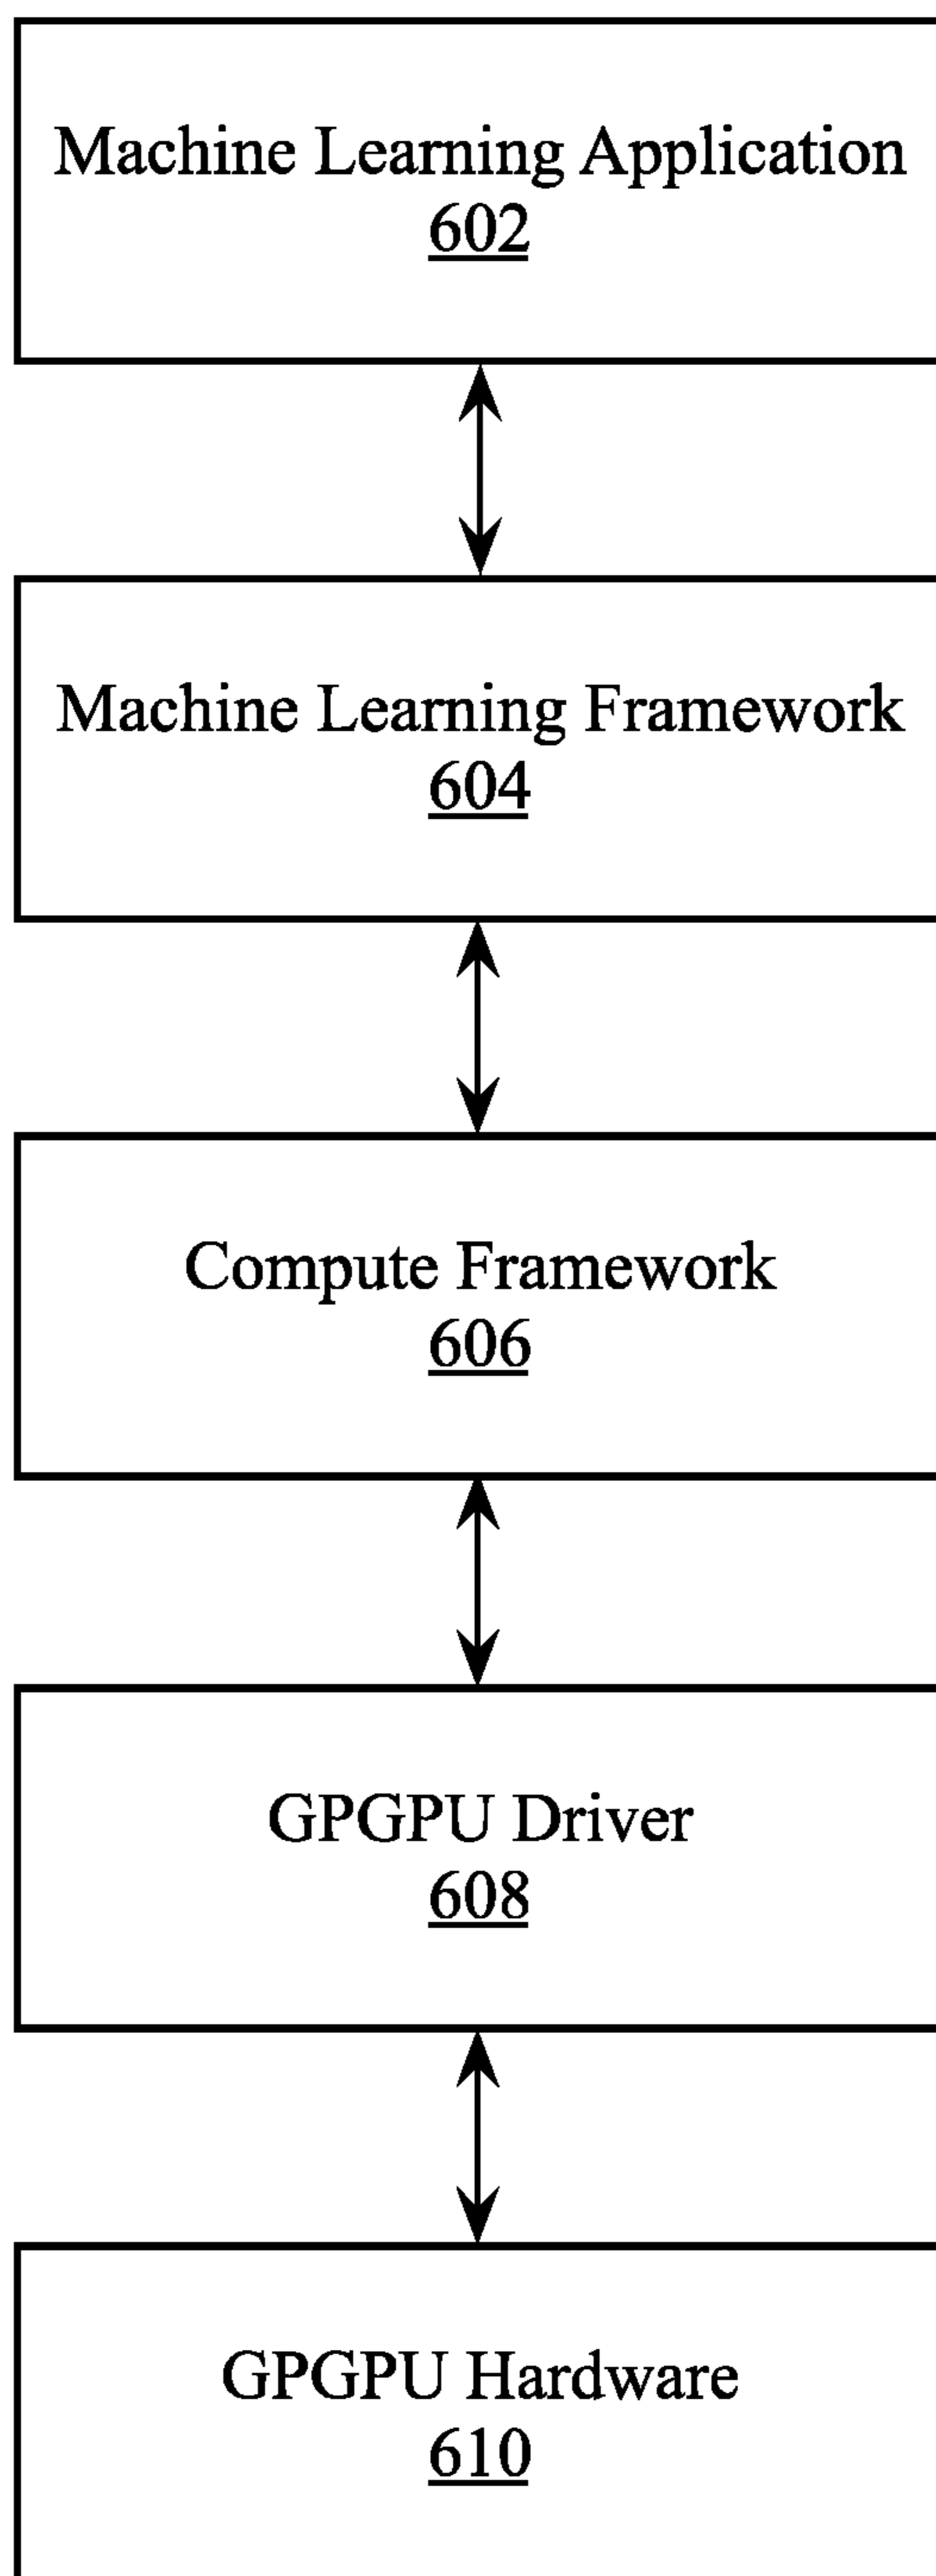 Machine Learning Application
602
Machine Learning Framework
604
Compute Framework
606
GPGPU Driver
608
GPGPU Hardware
610